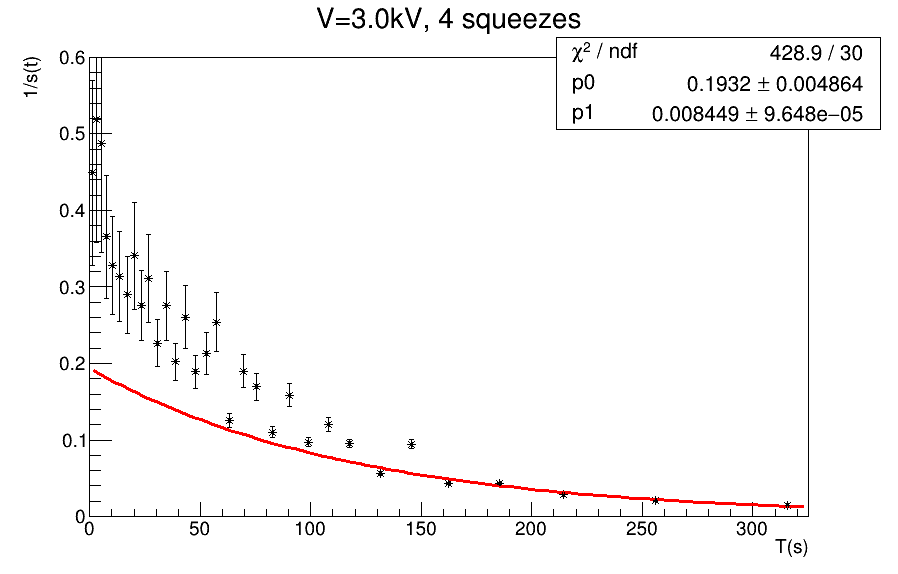 V=3.0kV, 4 squeezes
χ² / ndf 428.9 / 30
p0 0.1932 ± 0.004864
p1 0.008449 ± 9.648e−05
1/s(t)
0.6
0.5
0.4
0.3
0.2
0.1
0
0 50 100 150 200 250 300
T(s)